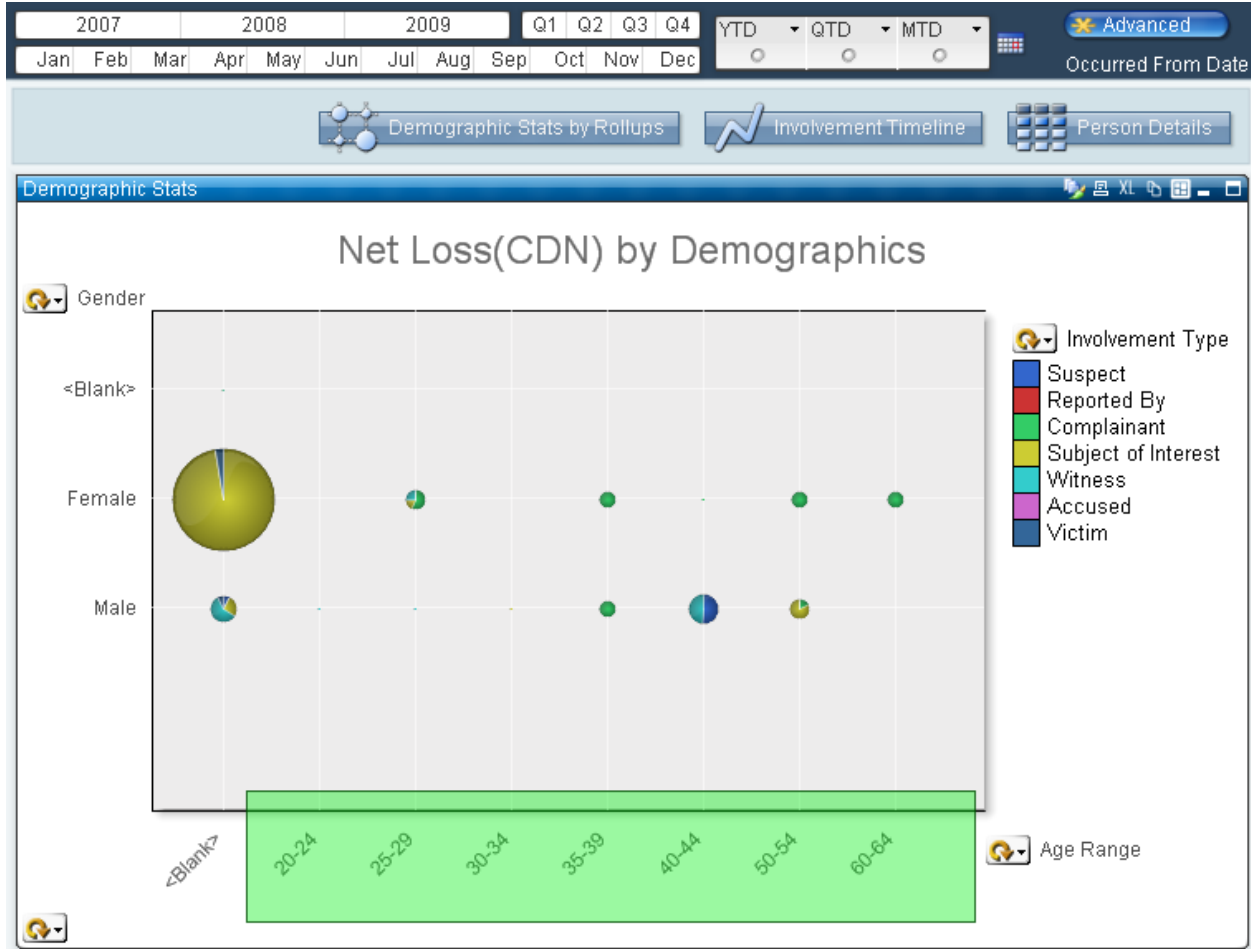 2007 2008 2009 Q1 Q2 Q3 Q4 YTD QTD MTD Advanced
Jan Feb Mar Apr May Jun Jul Aug Sep Oct Nov Dec Occurred From Date
Demographic Stats by Rollups Involvement Timeline Person Details
Demographic Stats XL
Net Loss(CDN) by Demographics
Gender
Involvement Type
Suspect
Reported By
Complainant
Subject of Interest
Witness
Accused
Victim
<Blank>
Female
Male
<Blank> 20-24 25-29 30-34 35-39 40-44 50-54 60-64
Age Range